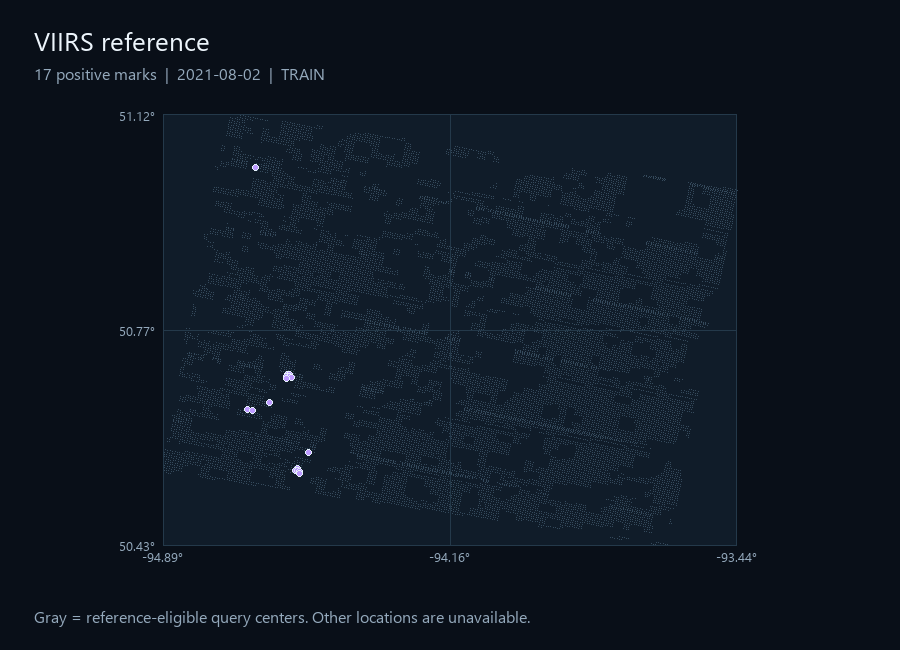 VIIRS reference
17 positive marks | 2021-08-02 | TRAIN
51.12°
50.77°
50.43°
-94.89°
-94.16°
-93.44°
Gray = reference-eligible query centers. Other locations are unavailable.